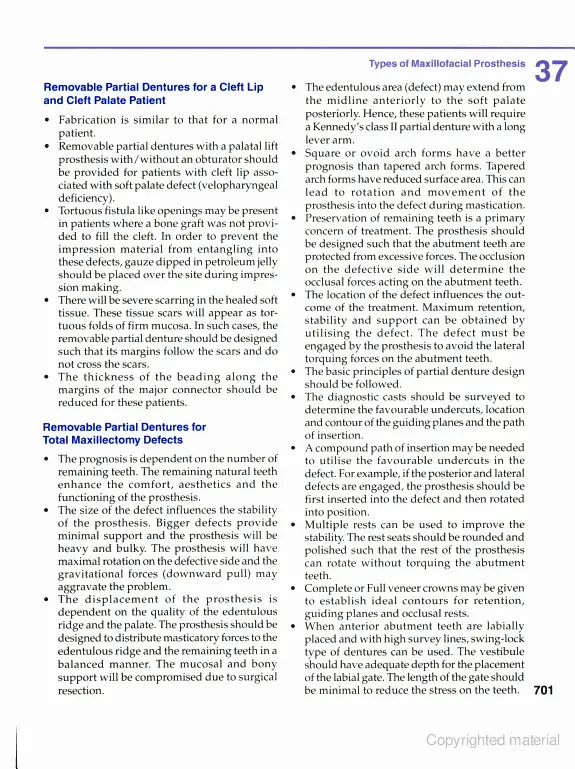 Types of Maxillofacial Prosthesis 37
Removable Partial Dentures for a Cleft Lip
and Cleft Palate Patient
• Fabrication is similar to that for a normal
patient.
• Removable partial dentures with a palatal lift
prosthesis with/without an obturator should
be provided for patients with cleft lip asso-
ciated with soft palate defect (velopharyngeal
deficiency).
• Tortuous fistula like openings may be present
in patients where a bone graft was not provi-
ded to fill the cleft. In order to prevent the
impression material from entangling into
these defects, gauze dipped in petroleum jelly
should be placed over the site during impres-
sion making.
• There will be severe scarring in the healed soft
tissue. These tissue scars will appear as tor-
tuous folds of firm mucosa. In such cases, the
removable partial denture should be designed
such that its margins follow the scars and do
not cross the scars.
• The thickness of the beading along the
margins of the major connector should be
reduced for these patients.
Removable Partial Dentures for
Total Maxillectomy Defects
• The prognosis is dependent on the number of
remaining teeth. The remaining natural teeth
enhance the comfort, aesthetics and the
functioning of the prosthesis.
• The size of the defect influences the stability
of the prosthesis. Bigger defects provide
minimal support and the prosthesis will be
heavy and bulky. The prosthesis will have
maximal rotation on the defective side and the
gravitational forces (downward pull) may
aggravate the problem.
• The displacement of the prosthesis is
dependent on the quality of the edentulous
ridge and the palate. The prosthesis should be
designed to distribute masticatory forces to the
edentulous ridge and the remaining teeth in a
balanced manner. The mucosal and bony
support will be compromised due to surgical
resection.
• The edentulous area (defect) may extend from
the midline anteriorly to the soft palate
posteriorly. Hence, these patients will require
a Kennedy's class II partial denture with a long
lever arm.
• Square or ovoid arch forms have a better
prognosis than tapered arch forms. Tapered
arch forms have reduced surface area. This can
lead to rotation and movement of the
prosthesis into the defect during mastication.
• Preservation of remaining teeth is a primary
concern of treatment. The prosthesis should
be designed such that the abutment teeth are
protected from excessive forces. The occlusion
on the defective side will determine the
occlusal forces acting on the abutment teeth.
• The location of the defect influences the out-
come of the treatment. Maximum retention,
stability and support can be obtained by
utilising the defect. The defect must be
engaged by the prosthesis to avoid the lateral
torquing forces on the abutment teeth.
• The basic principles of partial denture design
should be followed.
• The diagnostic casts should be surveyed to
determine the favourable undercuts, location
and contour of the guiding planes and the path
of insertion.
• A compound path of insertion may be needed
to utilise the favourable undercuts in the
defect. For example, if the posterior and lateral
defects are engaged, the prosthesis should be
first inserted into the defect and then rotated
into position.
• Multiple rests can be used to improve the
stability. The rest seats should be rounded and
polished such that the rest of the prosthesis
can rotate without torquing the abutment
teeth.
• Complete or Full veneer crowns may be given
to establish ideal contours for retention,
guiding planes and occlusal rests.
• When anterior abutment teeth are labially
placed and with high survey lines, swing-lock
type of dentures can be used. The vestibule
should have adequate depth for the placement
of the labial gate. The length of the gate should
be minimal to reduce the stress on the teeth.
701
Copyrighted material